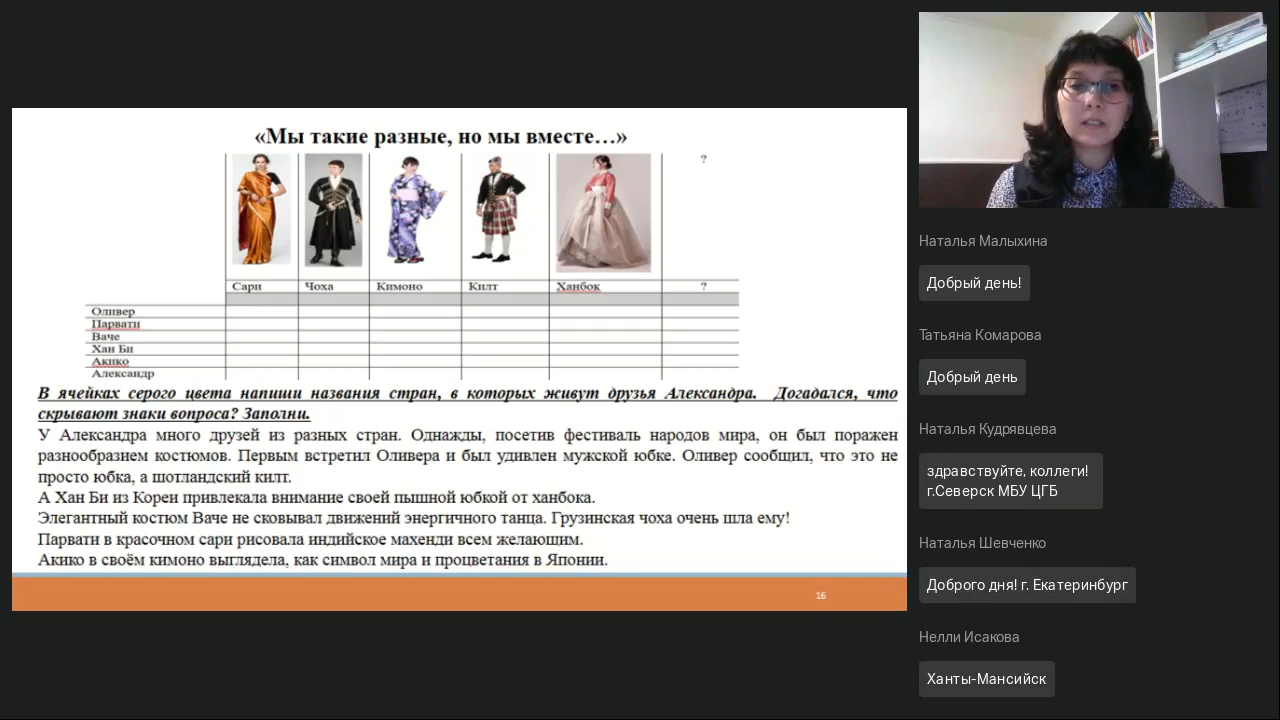 «Мы такие разные, но мы вместе…»
?
Сари Чоха Кимоно Килт Ханбок ?
Оливер
Парвати
Ваче
Хан Би
Акико
Александр
В ячейках серого цвета напиши названия стран, в которых живут друзья Александра. Догадался, что
скрывают знаки вопроса? Заполни.
У Александра много друзей из разных стран. Однажды, посетив фестиваль народов мира, он был поражен
разнообразием костюмов. Первым встретил Оливера и был удивлен мужской юбке. Оливер сообщил, что это не
просто юбка, а шотландский килт.
А Хан Би из Кореи привлекала внимание своей пышной юбкой от ханбока.
Элегантный костюм Ваче не сковывал движений энергичного танца. Грузинская чоха очень шла ему!
Парвати в красочном сари рисовала индийское махенди всем желающим.
Акико в своём кимоно выглядела, как символ мира и процветания в Японии.
16
Наталья Малыхина
Добрый день!
Татьяна Комарова
Добрый день
Наталья Кудрявцева
здравствуйте, коллеги!
г.Северск МБУ ЦГБ
Наталья Шевченко
Доброго дня! г. Екатеринбург
Нелли Исакова
Ханты-Мансийск